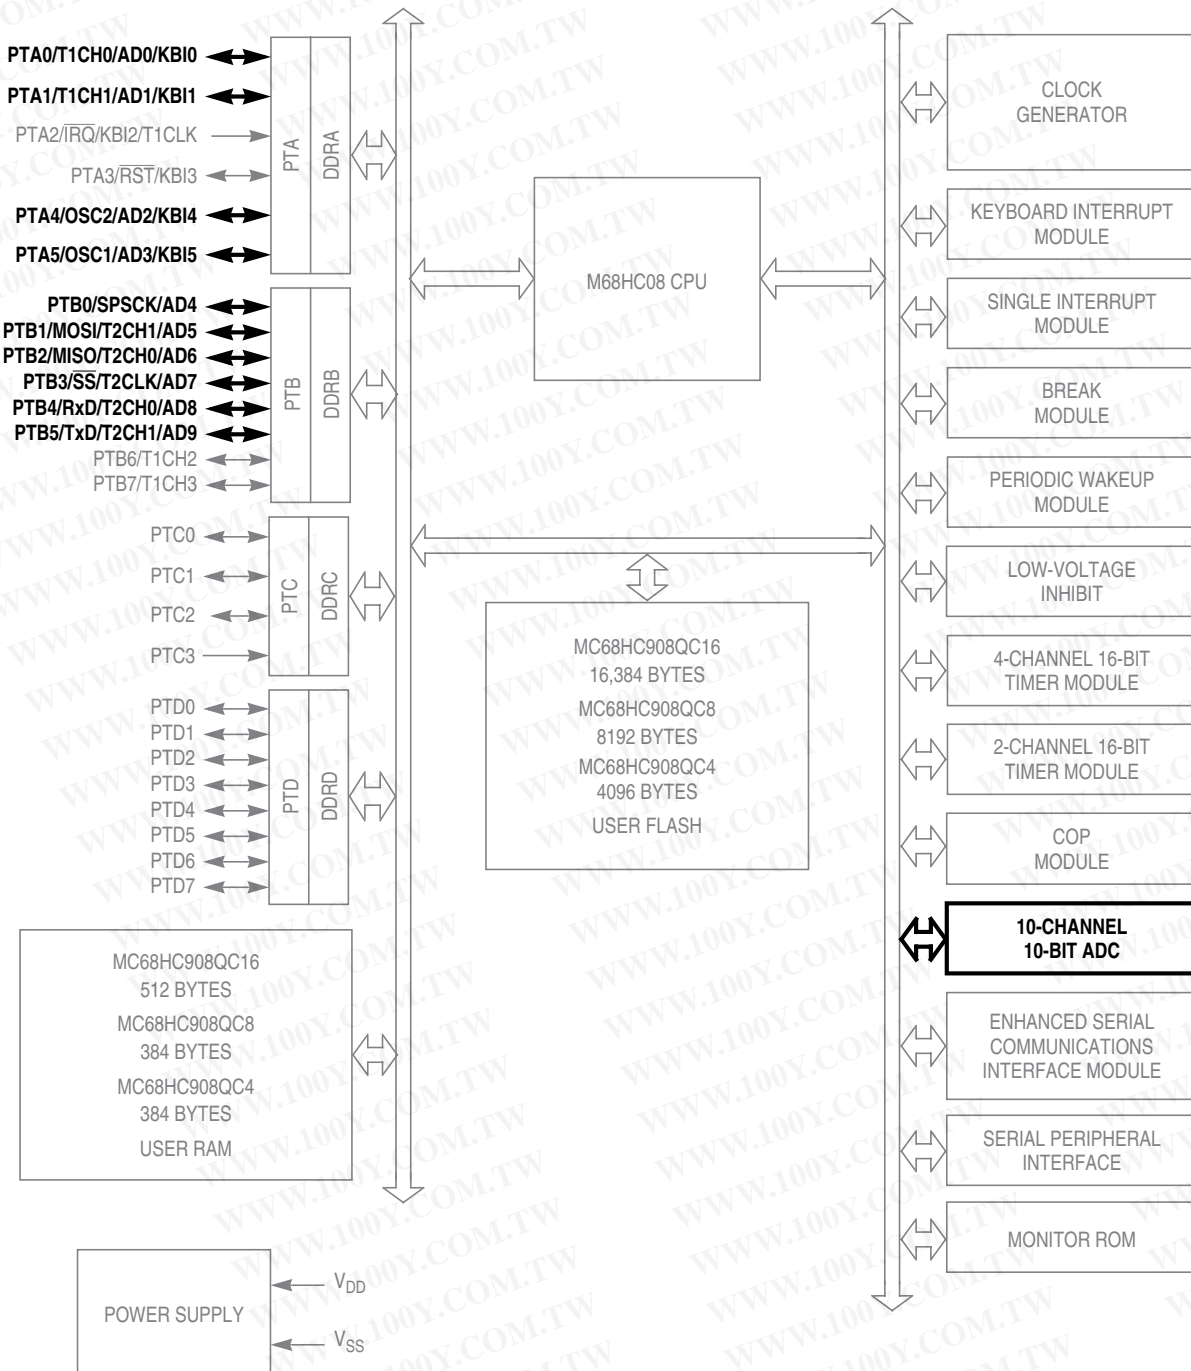 PTA0/T1CH0/AD0/KBI0
PTA1/T1CH1/AD1/KBI1
PTA2/IRQ/KBI2/T1CLK
PTA3/RST/KBI3
PTA4/OSC2/AD2/KBI4
PTA5/OSC1/AD3/KBI5
PTA
DDRA
PTB0/SPSCK/AD4
PTB1/MOSI/T2CH1/AD5
PTB2/MISO/T2CH0/AD6
PTB3/SS/T2CLK/AD7
PTB4/RxD/T2CH0/AD8
PTB5/TxD/T2CH1/AD9
PTB6/T1CH2
PTB7/T1CH3
PTB
DDRB
PTC0
PTC1
PTC2
PTC3
PTC
DDRC
PTD0
PTD1
PTD2
PTD3
PTD4
PTD5
PTD6
PTD7
PTD
DDRD
MC68HC908QC16
512 BYTES
MC68HC908QC8
384 BYTES
MC68HC908QC4
384 BYTES
USER RAM
POWER SUPPLY
VDD
VSS
M68HC08 CPU
MC68HC908QC16
16,384 BYTES
MC68HC908QC8
8192 BYTES
MC68HC908QC4
4096 BYTES
USER FLASH
CLOCK
GENERATOR
KEYBOARD INTERRUPT
MODULE
SINGLE INTERRUPT
MODULE
BREAK
MODULE
PERIODIC WAKEUP
MODULE
LOW-VOLTAGE
INHIBIT
4-CHANNEL 16-BIT
TIMER MODULE
2-CHANNEL 16-BIT
TIMER MODULE
COP
MODULE
10-CHANNEL
10-BIT ADC
ENHANCED SERIAL
COMMUNICATIONS
INTERFACE MODULE
SERIAL PERIPHERAL
INTERFACE
MONITOR ROM
WWW.100Y.COM.TW